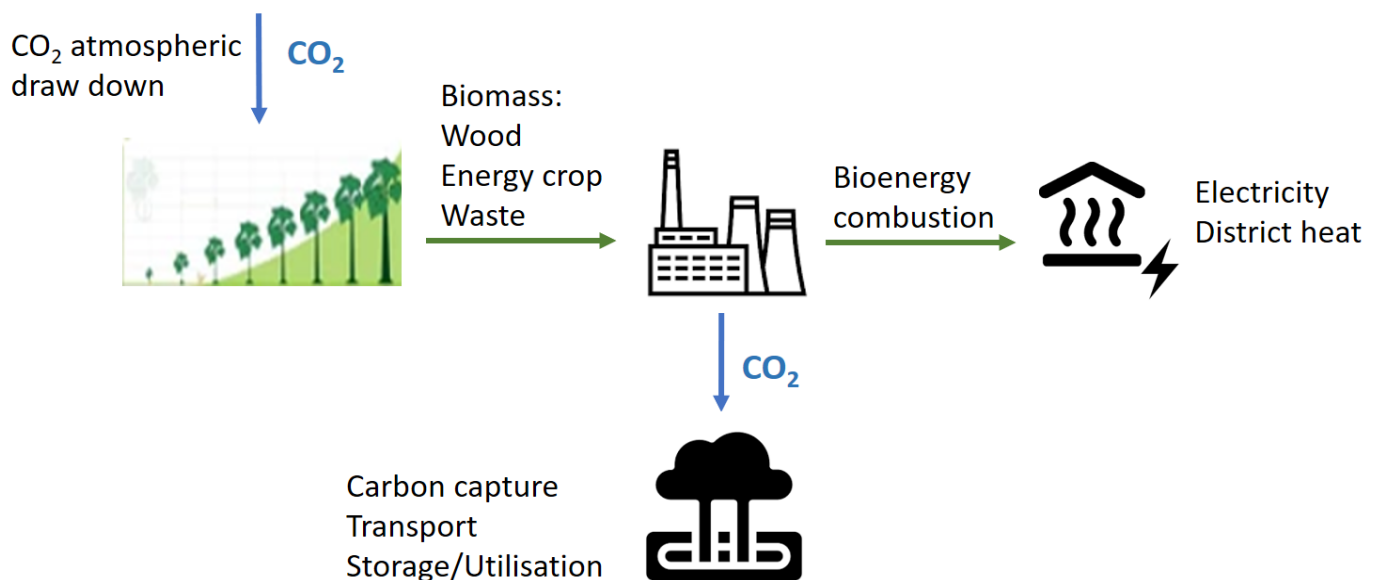 CO₂ atmospheric
draw down
CO₂
Biomass:
Wood
Energy crop
Waste
Bioenergy
combustion
Electricity
District heat
CO₂
Carbon capture
Transport
Storage/Utilisation